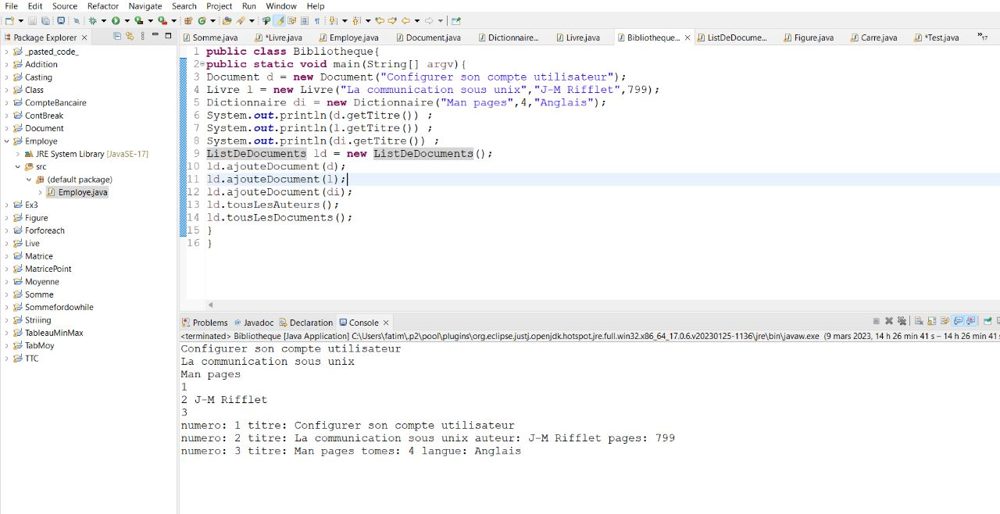 File Edit Source Refactor Navigate Search Project Run Window Help
Package Explorer
Somme.java *Livre.java Employe.java Document.java Dictionnaire... Livre.java Bibliotheque... ListDeDocume... Figure.java Carre.java *Test.java »17
_pasted_code_
Addition
Casting
Class
CompteBancaire
ContBreak
Document
Employe
JRE System Library [JavaSE-17]
src
(default package)
Employe.java
Ex3
Figure
Forforeach
Live
Matrice
MatricePoint
Moyenne
Somme
Sommefordowhile
Striiing
TableauMinMax
TabMoy
TTC
1 public class Bibliotheque{
2 public static void main(String[] argv){
3 Document d = new Document("Configurer son compte utilisateur");
4 Livre l = new Livre("La communication sous unix","J-M Rifflet",799);
5 Dictionnaire di = new Dictionnaire("Man pages",4,"Anglais");
6 System.out.println(d.getTitre()) ;
7 System.out.println(l.getTitre()) ;
8 System.out.println(di.getTitre()) ;
9 ListDeDocuments ld = new ListDeDocuments();
10 ld.ajouteDocument(d);
11 ld.ajouteDocument(l);
12 ld.ajouteDocument(di);
13 ld.tousLesAuteurs();
14 ld.tousLesDocuments();
15 }
16 }
Problems @ Javadoc Declaration Console
<terminated> Bibliotheque [Java Application] C:\Users\fatim\.p2\pool\plugins\org.eclipse.justj.openjdk.hotspot.jre.full.win32.x86_64_17.0.6.v20230125-1136\jre\bin\javaw.exe (9 mars 2023, 14 h 26 min 41 s – 14 h 26 min 41 s
Configurer son compte utilisateur
La communication sous unix
Man pages
1
2 J-M Rifflet
3
numero: 1 titre: Configurer son compte utilisateur
numero: 2 titre: La communication sous unix auteur: J-M Rifflet pages: 799
numero: 3 titre: Man pages tomes: 4 langue: Anglais